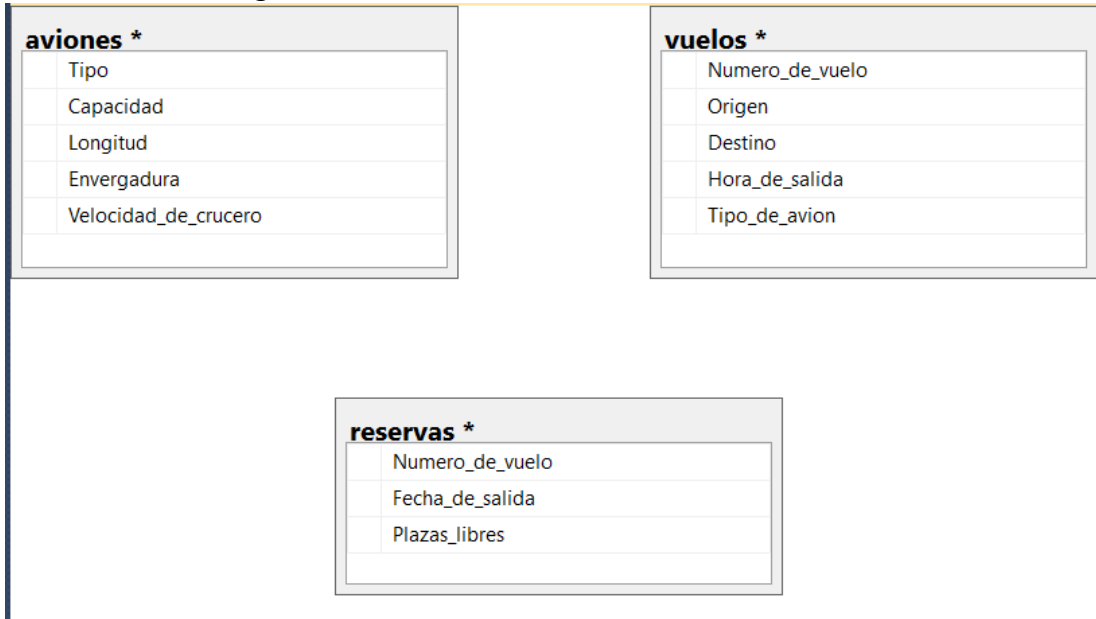 aviones *
Tipo
Capacidad
Longitud
Envergadura
Velocidad_de_crucero
vuelos *
Numero_de_vuelo
Origen
Destino
Hora_de_salida
Tipo_de_avion
reservas *
Numero_de_vuelo
Fecha_de_salida
Plazas_libres